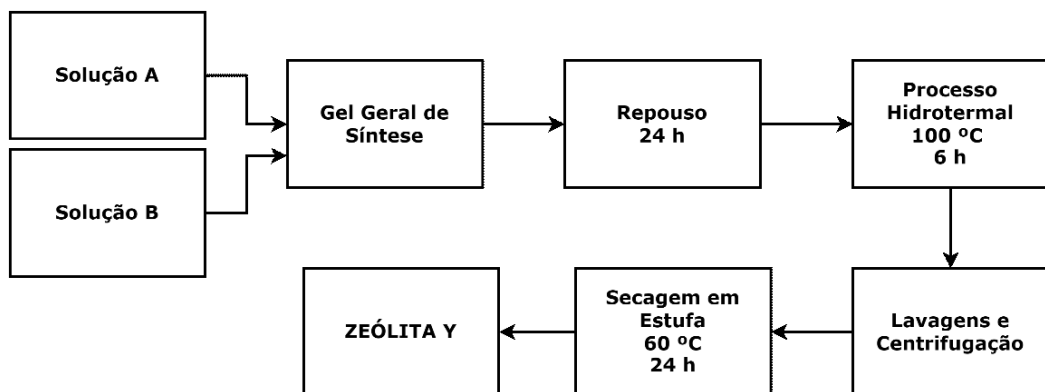 Solução A
Solução B
Gel Geral de
Síntese
Repouso
24 h
Processo
Hidrotermal
100 ºC
6 h
Lavagens e
Centrifugação
Secagem em
Estufa
60 ºC
24 h
ZEÓLITA Y